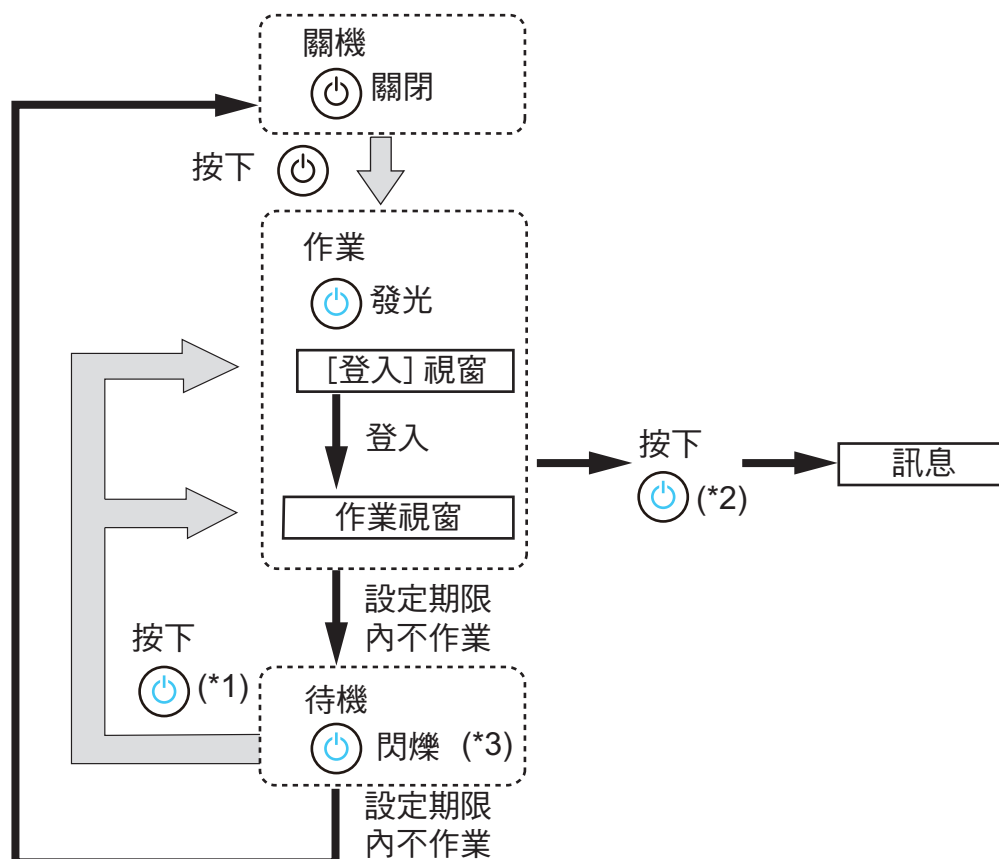 關機
關閉
按下
作業
發光
[登入] 視窗
登入
作業視窗
按下
(*2)
訊息
設定期限
內不作業
按下
(*1)
待機
閃爍 (*3)
設定期限
內不作業